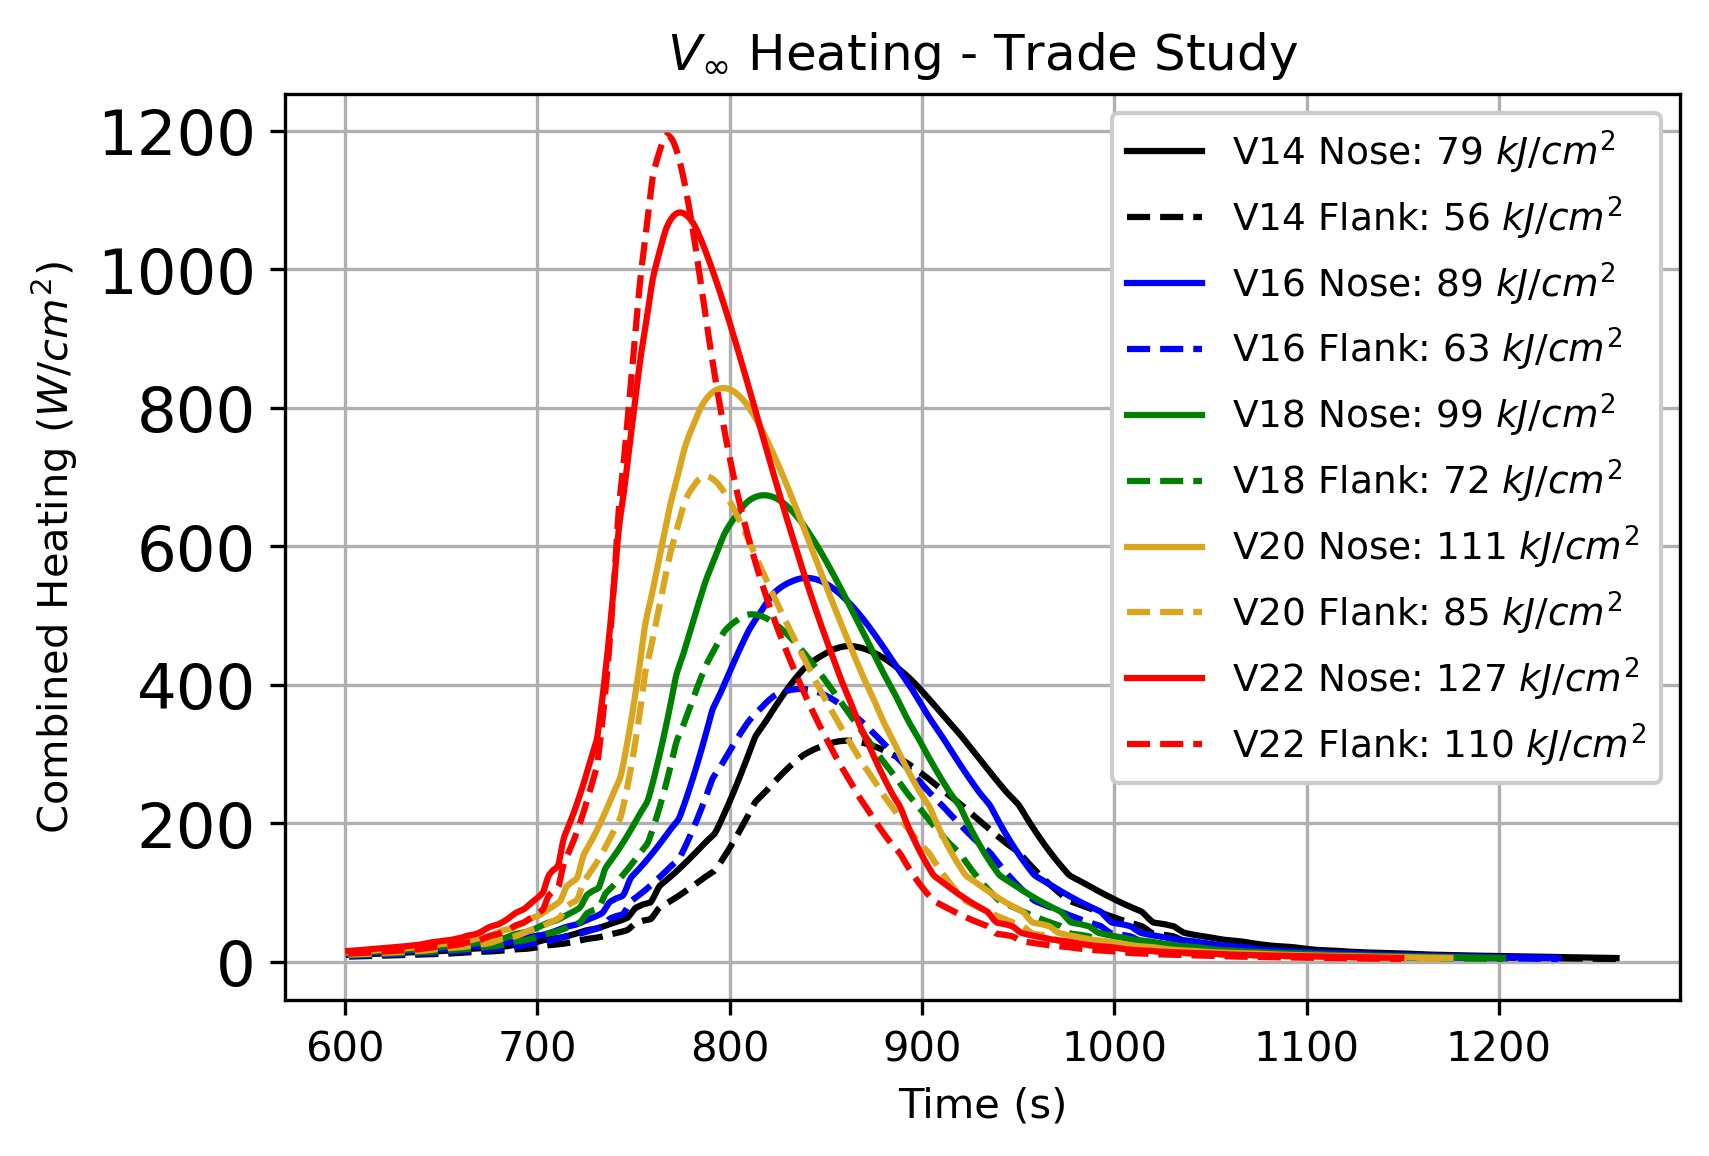 V∞ Heating - Trade Study
Combined Heating (W/cm²)
1200
1000
800
600
400
200
0
V14 Nose: 79 kJ/cm²
V14 Flank: 56 kJ/cm²
V16 Nose: 89 kJ/cm²
V16 Flank: 63 kJ/cm²
V18 Nose: 99 kJ/cm²
V18 Flank: 72 kJ/cm²
V20 Nose: 111 kJ/cm²
V20 Flank: 85 kJ/cm²
V22 Nose: 127 kJ/cm²
V22 Flank: 110 kJ/cm²
600 700 800 900 1000 1100 1200
Time (s)